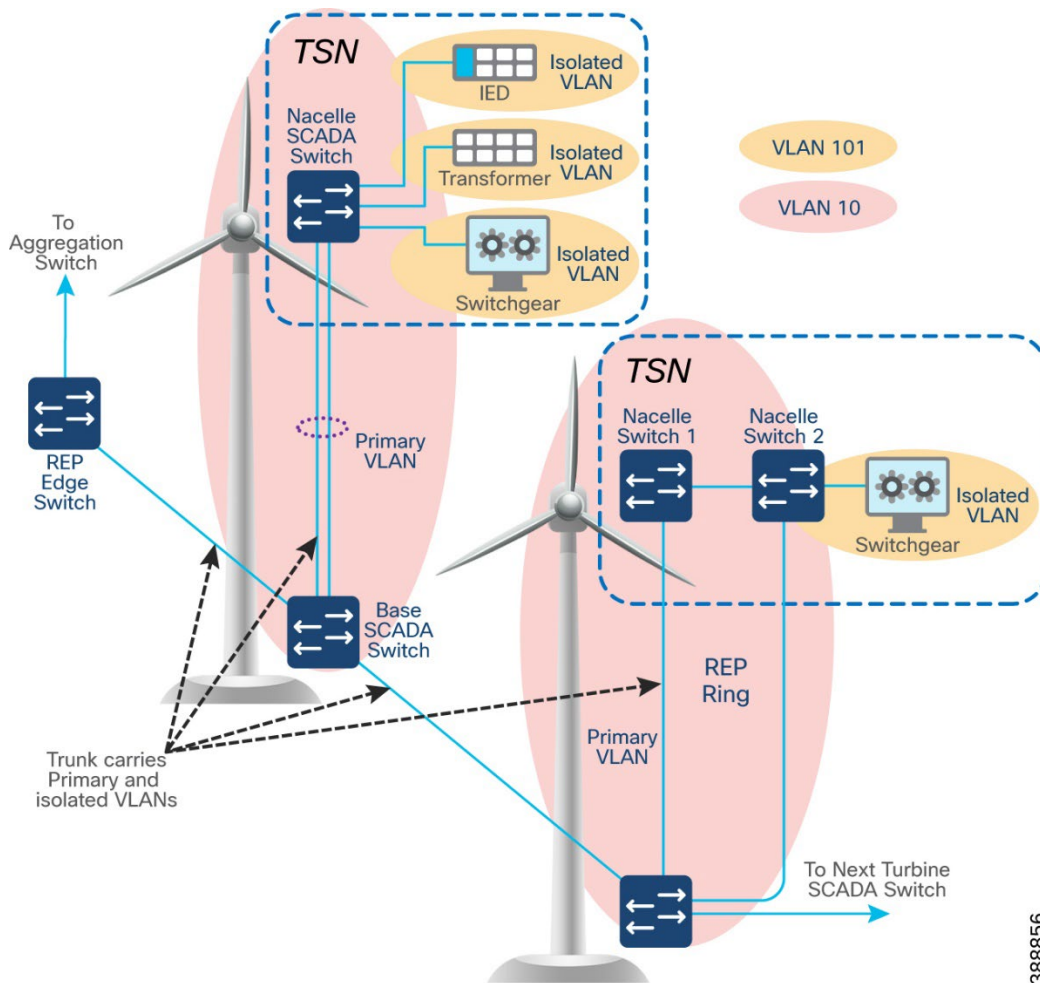 TSN
IED
Isolated
VLAN
Nacelle
SCADA
Switch
Transformer
Isolated
VLAN
Switchgear
Isolated
VLAN
VLAN 101
VLAN 10
To
Aggregation
Switch
REP
Edge
Switch
Primary
VLAN
Base
SCADA
Switch
TSN
Nacelle
Switch 1
Nacelle
Switch 2
Isolated
VLAN
Switchgear
REP
Ring
Primary
VLAN
Trunk carries
Primary and
isolated VLANs
To Next Turbine
SCADA Switch
388856